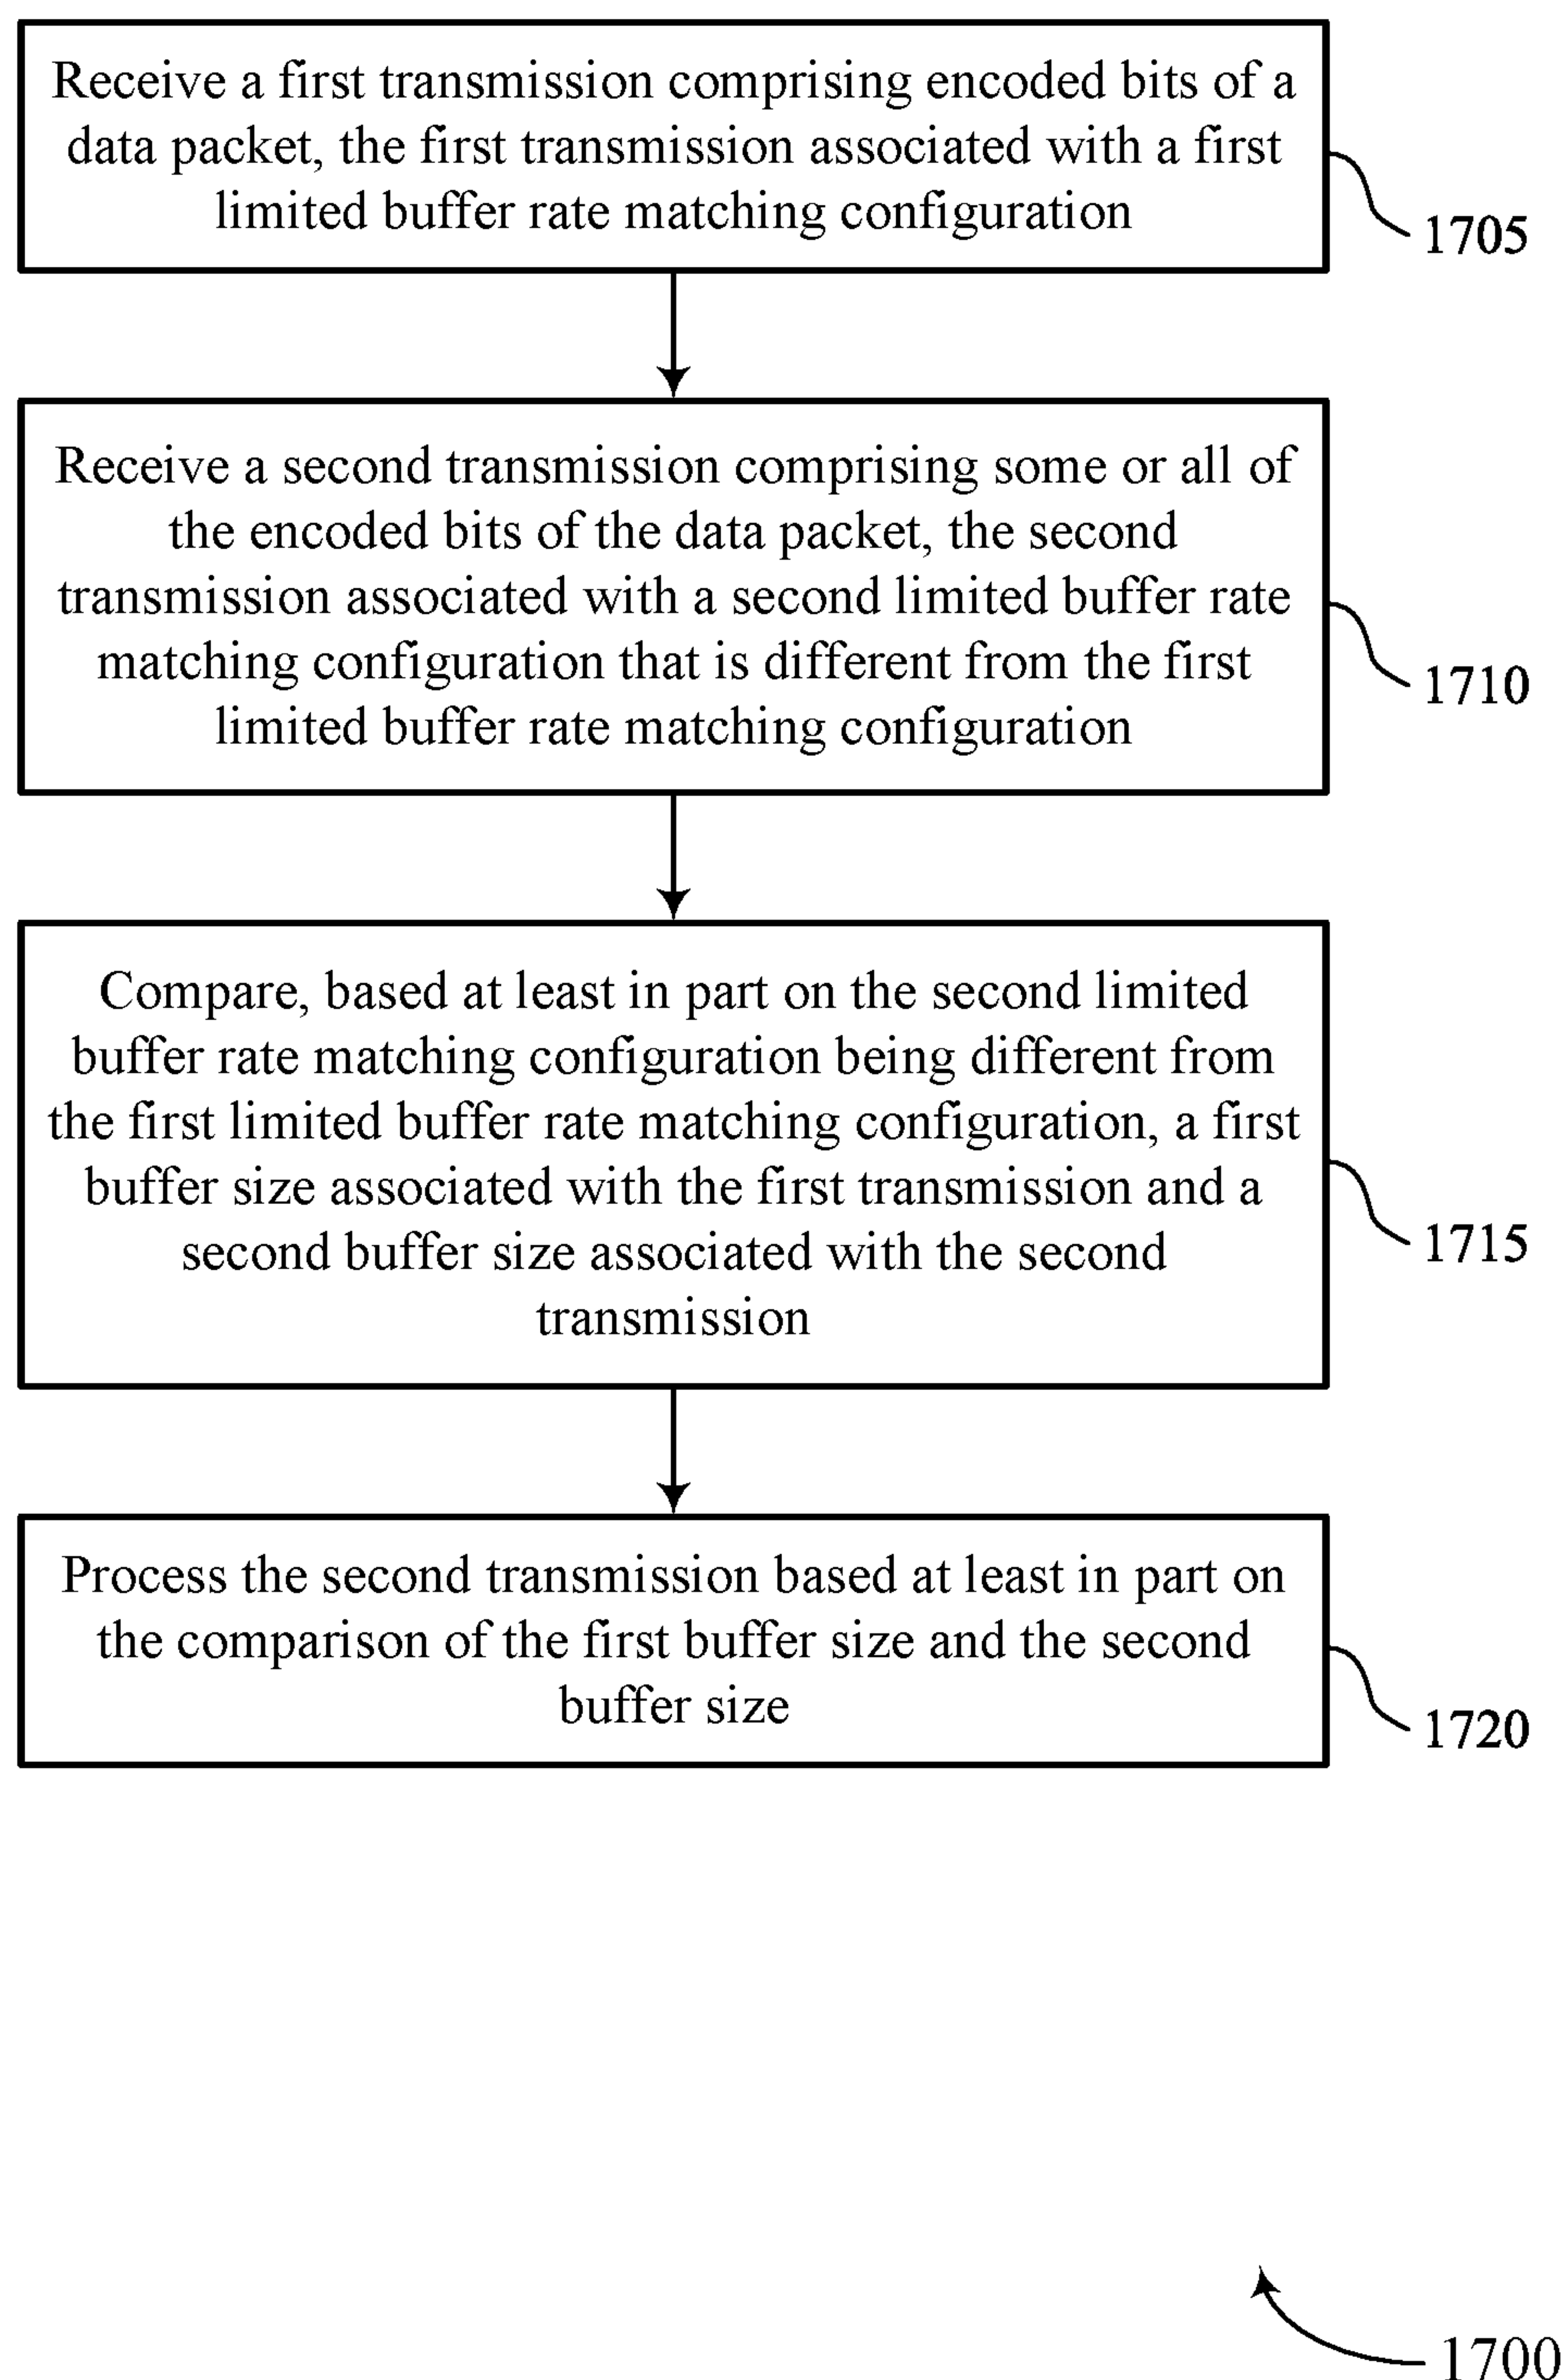 Receive a first transmission comprising encoded bits of a
data packet, the first transmission associated with a first
limited buffer rate matching configuration
1705
Receive a second transmission comprising some or all of
the encoded bits of the data packet, the second
transmission associated with a second limited buffer rate
matching configuration that is different from the first
limited buffer rate matching configuration
1710
Compare, based at least in part on the second limited
buffer rate matching configuration being different from
the first limited buffer rate matching configuration, a first
buffer size associated with the first transmission and a
second buffer size associated with the second
transmission
1715
Process the second transmission based at least in part on
the comparison of the first buffer size and the second
buffer size
1720
1700